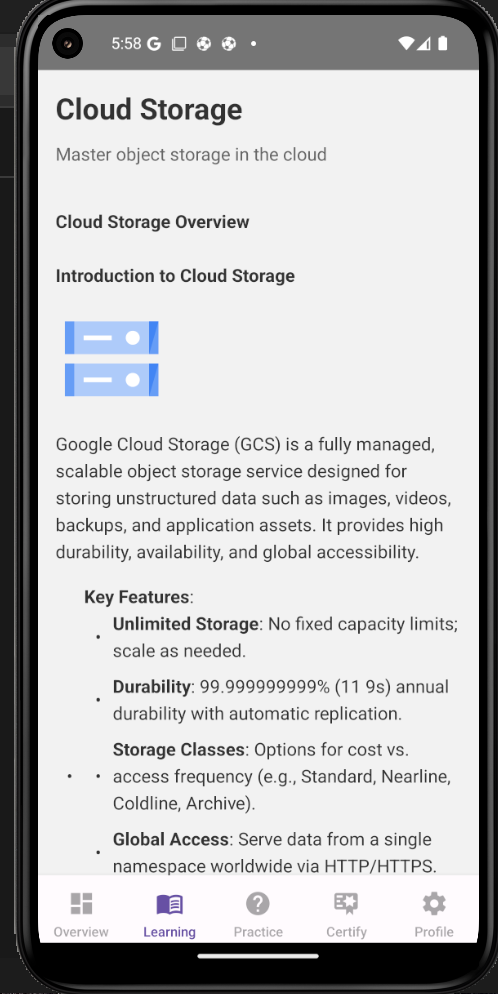 5:58 G
Cloud Storage
Master object storage in the cloud
Cloud Storage Overview
Introduction to Cloud Storage
Google Cloud Storage (GCS) is a fully managed,
scalable object storage service designed for
storing unstructured data such as images, videos,
backups, and application assets. It provides high
durability, availability, and global accessibility.
Key Features:
• Unlimited Storage: No fixed capacity limits;
scale as needed.
• Durability: 99.999999999% (11 9s) annual
durability with automatic replication.
• • Storage Classes: Options for cost vs.
access frequency (e.g., Standard, Nearline,
Coldline, Archive).
• Global Access: Serve data from a single
namespace worldwide via HTTP/HTTPS.
Overview Learning Practice Certify Profile